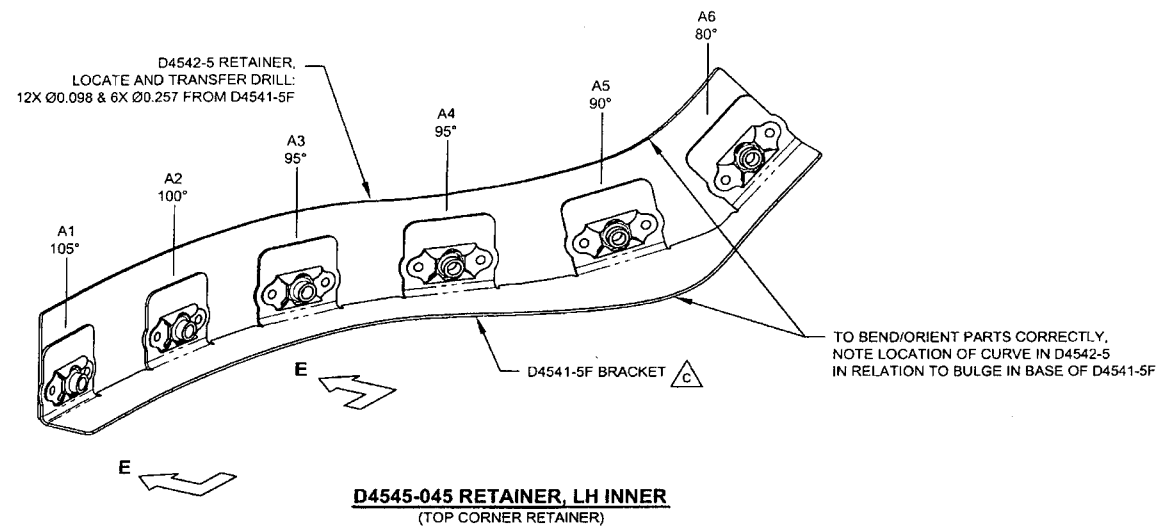 A6
80°
D4542-5 RETAINER,
LOCATE AND TRANSFER DRILL:
12X Ø0.098 & 6X Ø0.257 FROM D4541-5F
A5
90°
A4
95°
A3
95°
A2
100°
A1
105°
TO BEND/ORIENT PARTS CORRECTLY,
NOTE LOCATION OF CURVE IN D4542-5
IN RELATION TO BULGE IN BASE OF D4541-5F
D4541-5F BRACKET C
E
E
D4545-045 RETAINER, LH INNER
(TOP CORNER RETAINER)